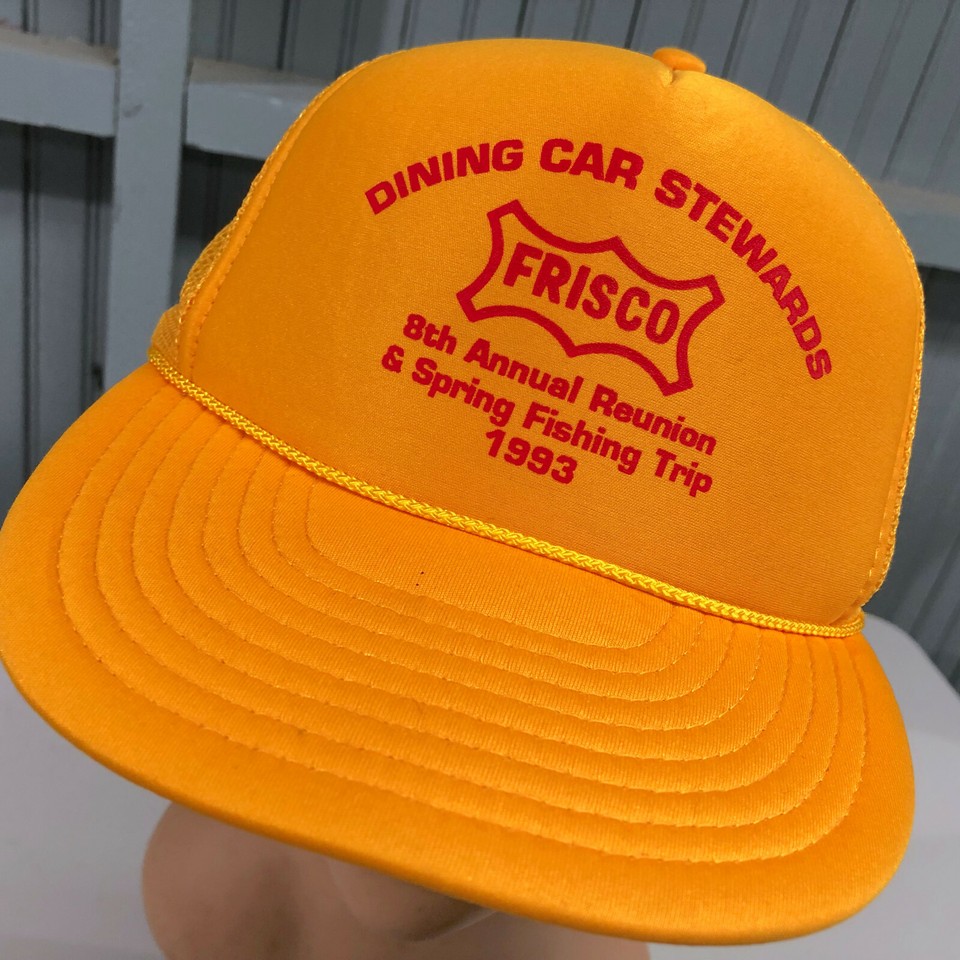 DINING CAR STEWARDS
FRISCO
8th Annual Reunion
& Spring Fishing Trip
1993